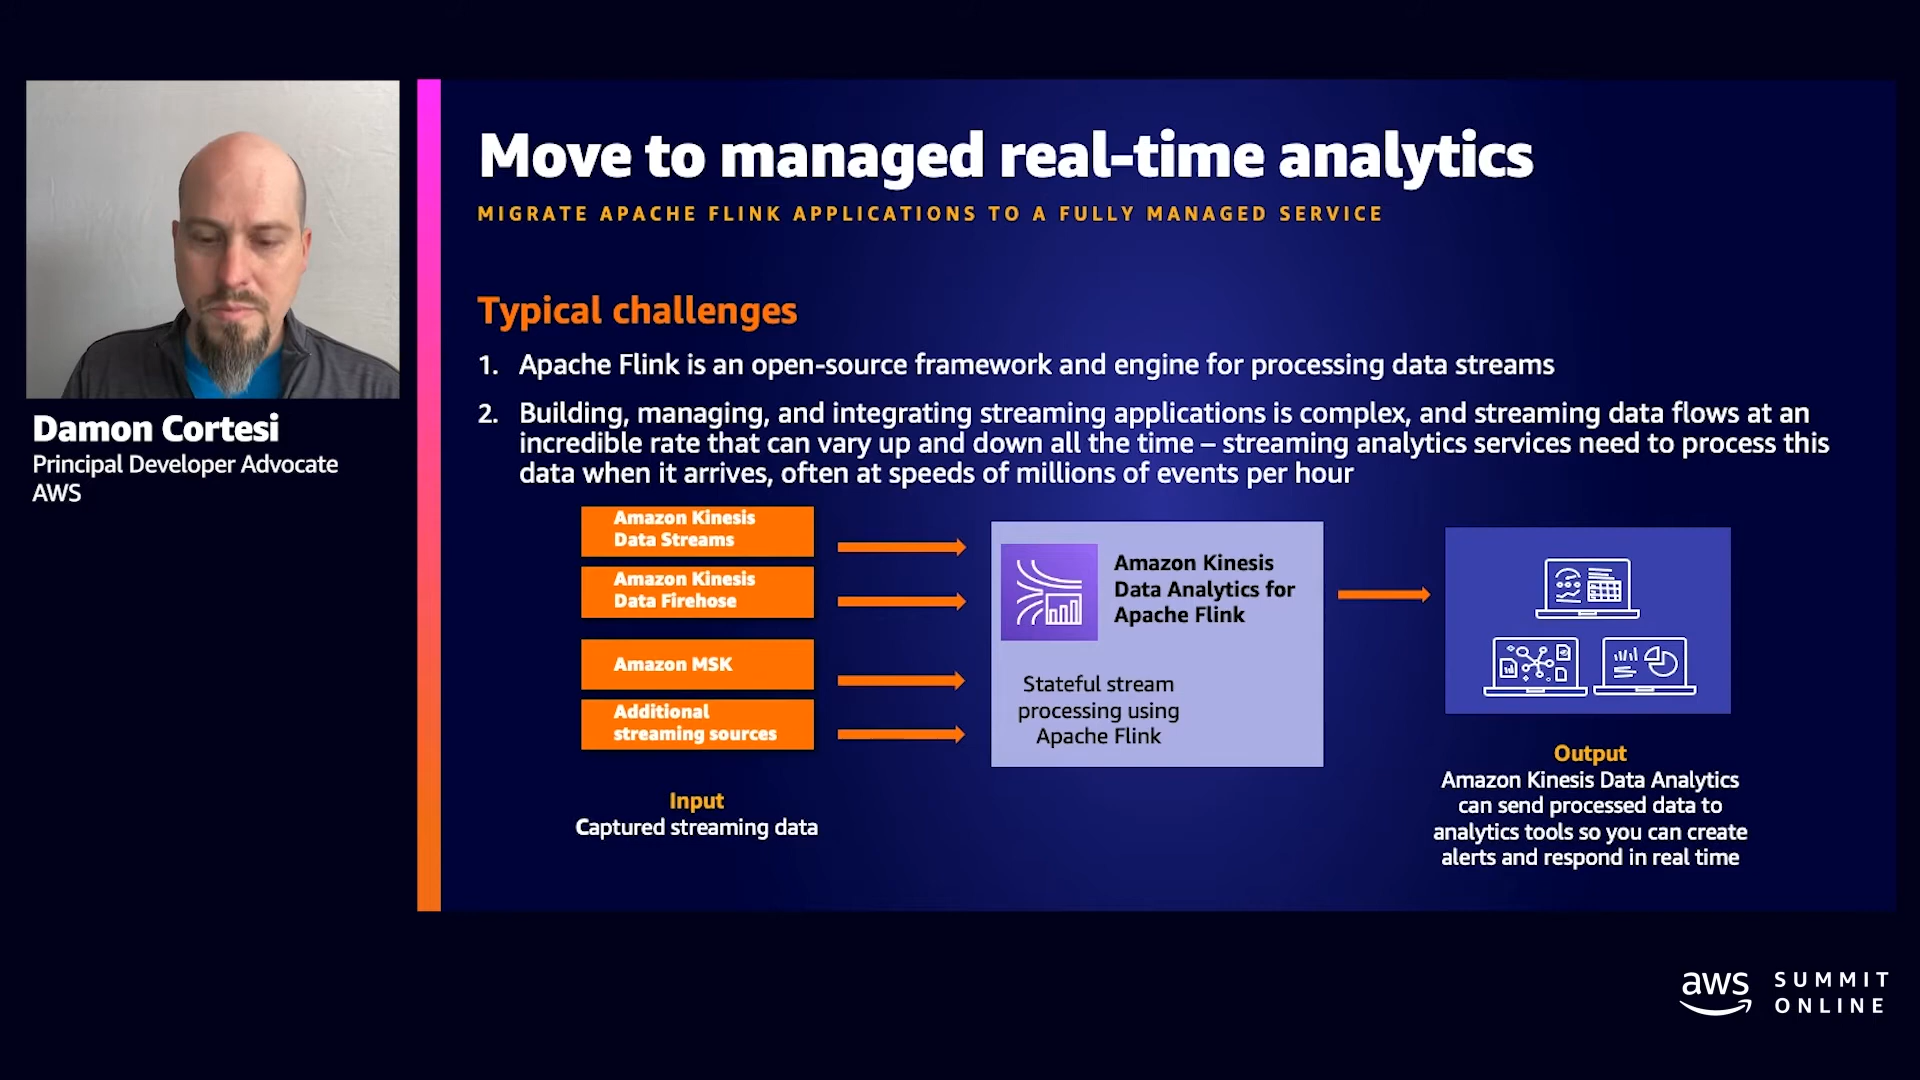 Move to managed real-time analytics
MIGRATE APACHE FLINK APPLICATIONS TO A FULLY MANAGED SERVICE
Typical challenges
1. Apache Flink is an open-source framework and engine for processing data streams
2. Building, managing, and integrating streaming applications is complex, and streaming data flows at an
incredible rate that can vary up and down all the time – streaming analytics services need to process this
data when it arrives, often at speeds of millions of events per hour
Damon Cortesi
Principal Developer Advocate
AWS
Amazon Kinesis
Data Streams
Amazon Kinesis
Data Firehose
Amazon MSK
Additional
streaming sources
Input
Captured streaming data
Amazon Kinesis
Data Analytics for
Apache Flink
Stateful stream
processing using
Apache Flink
Output
Amazon Kinesis Data Analytics
can send processed data to
analytics tools so you can create
alerts and respond in real time
aws
SUMMIT
ONLINE